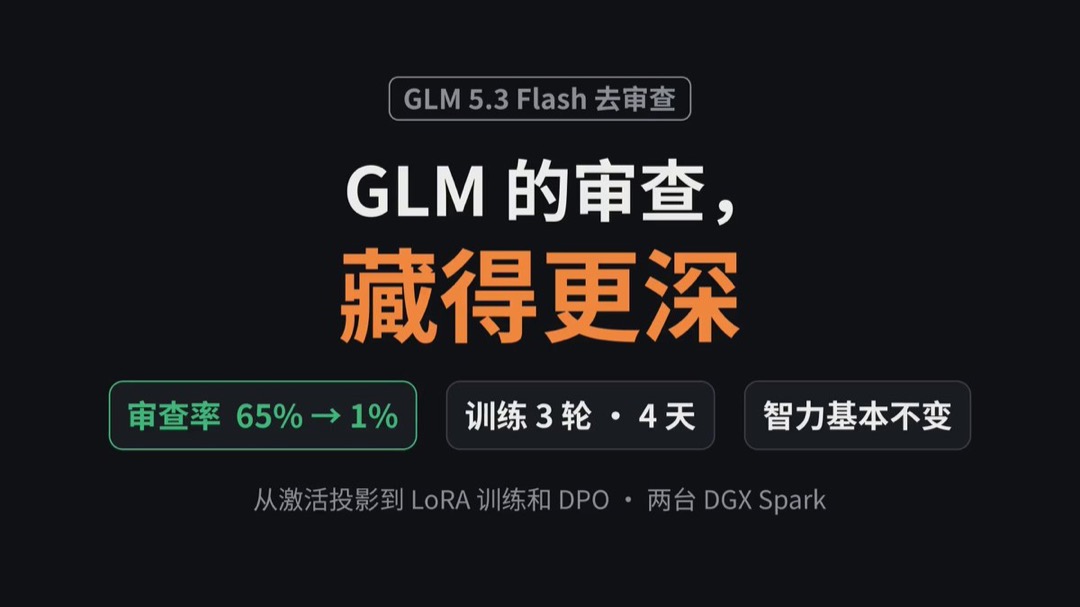 GLM 5.3 Flash 去审查
GLM 的审查，
藏得更深
审查率 65% → 1%
训练 3 轮 · 4 天
智力基本不变
从激活投影到 LoRA 训练和 DPO · 两台 DGX Spark